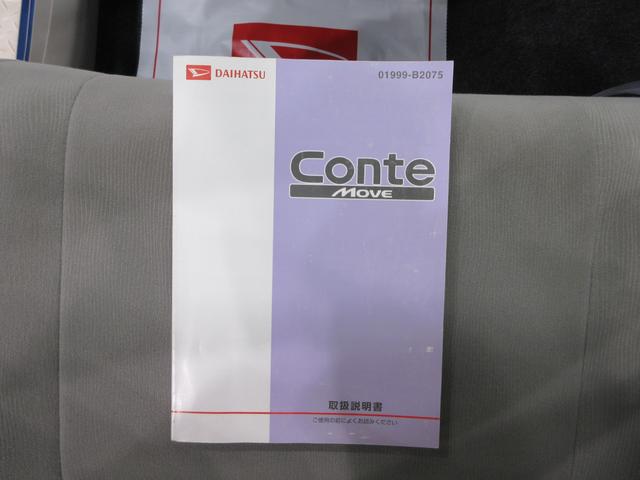 DAIHATSU
01999-B2075
Conte
MOVE
取扱説明書
ご使用の前によくお読みください